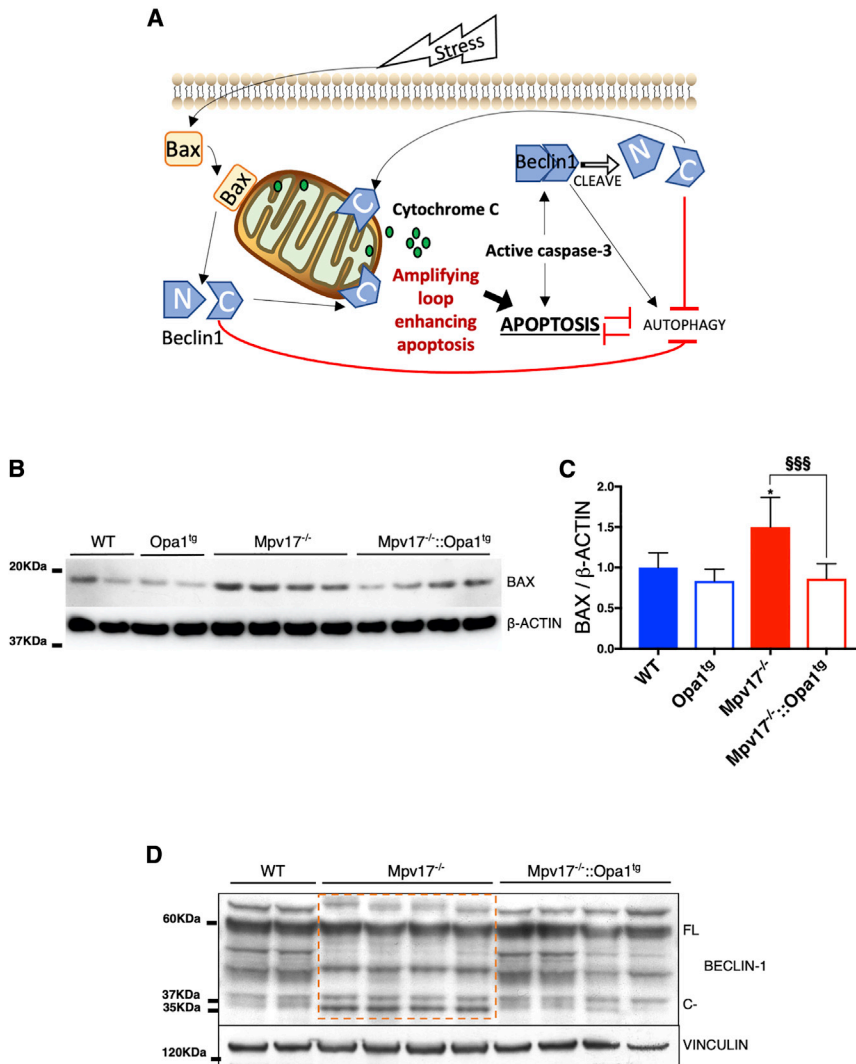 A
Stress
Bax
Bax
C
C
Cytochrome C
Beclin1
CLEAVE
N
C
Active caspase-3
Amplifying
loop
enhancing
apoptosis
APOPTOSIS
AUTOPHAGY
N
C
Beclin1
B
WT
Opa1tg
Mpv17-/-
Mpv17-/-::Opa1tg
20KDa
BAX
β-ACTIN
37KDa
C
§§§
*
BAX / β-ACTIN
2.0
1.5
1.0
0.5
0.0
WT
Opa1tg
Mpv17-/-
Mpv17-/-::Opa1tg
D
WT
Mpv17-/-
Mpv17-/-::Opa1tg
60KDa
FL
BECLIN-1
37KDa
35KDa
C-
VINCULIN
120KDa